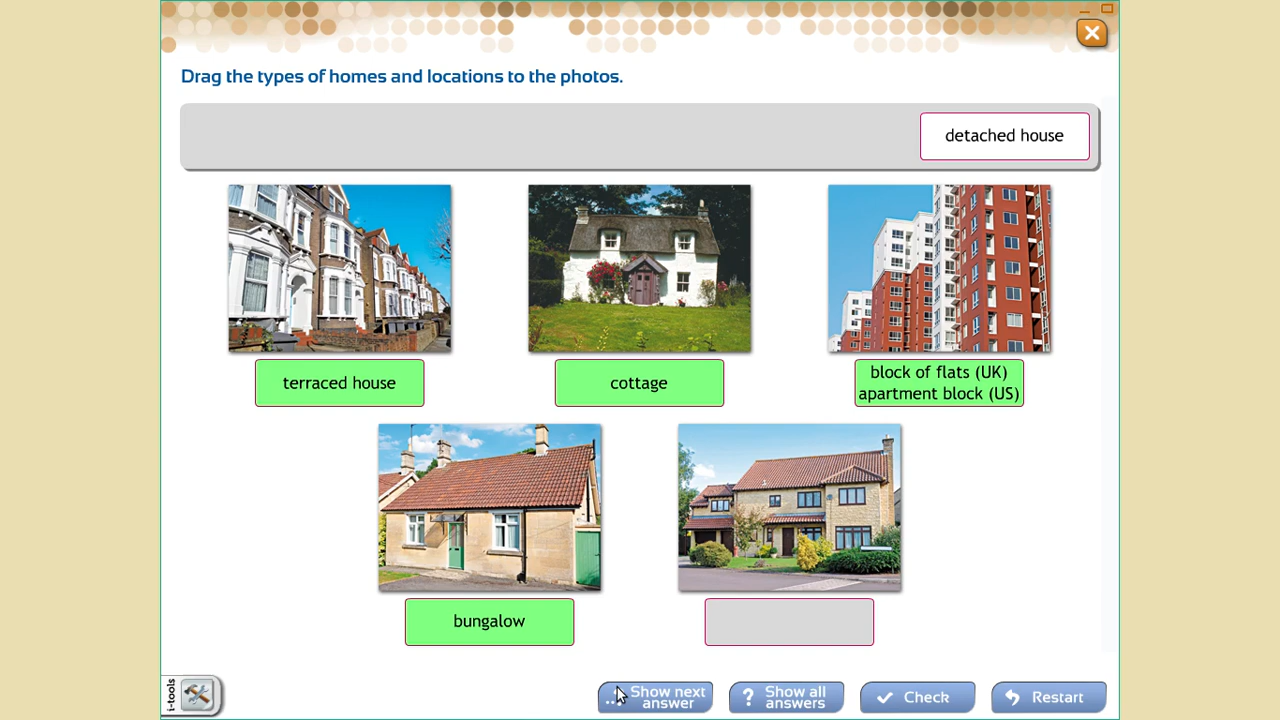 Drag the types of homes and locations to the photos.
detached house
terraced house
cottage
block of flats (UK)
apartment block (US)
bungalow
i-tools
Show next
answer
Show all
answers
Check
Restart